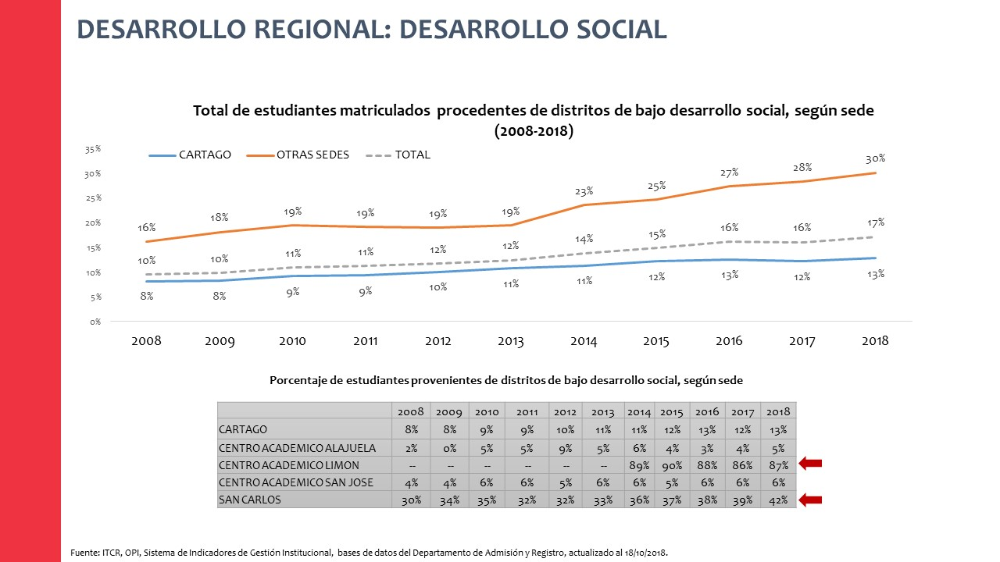 DESARROLLO REGIONAL: DESARROLLO SOCIAL
Total de estudiantes matriculados procedentes de distritos de bajo desarrollo social, según sede
(2008-2018)
CARTAGO OTRAS SEDES TOTAL
35%
30%
25%
20%
15%
10%
5%
0%
16% 18% 19% 19% 19% 19% 23% 25% 27% 28% 30%
10% 10% 11% 11% 12% 12% 14% 15% 16% 16% 17%
8% 8% 9% 9% 10% 11% 11% 12% 13% 12% 13%
2008 2009 2010 2011 2012 2013 2014 2015 2016 2017 2018
Porcentaje de estudiantes provenientes de distritos de bajo desarrollo social, según sede
2008 2009 2010 2011 2012 2013 2014 2015 2016 2017 2018
CARTAGO 8% 8% 9% 9% 10% 11% 11% 12% 13% 12% 13%
CENTRO ACADEMICO ALAJUELA 2% 0% 5% 5% 9% 5% 6% 4% 3% 4% 5%
CENTRO ACADEMICO LIMON -- -- -- -- -- -- 89% 90% 88% 86% 87%
CENTRO ACADEMICO SAN JOSE 4% 4% 6% 6% 5% 6% 6% 5% 6% 6% 6%
SAN CARLOS 30% 34% 35% 32% 32% 33% 36% 37% 38% 39% 42%
Fuente: ITCR, OPI, Sistema de Indicadores de Gestión Institucional, bases de datos del Departamento de Admisión y Registro, actualizado al 18/10/2018.